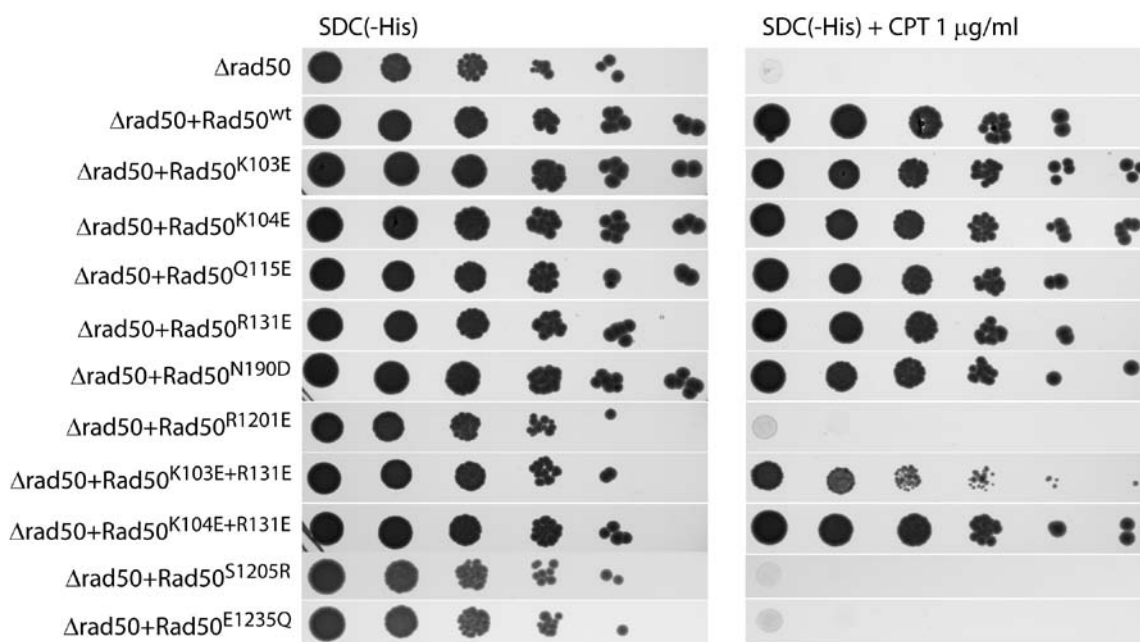 SDC(-His)
SDC(-His) + CPT 1 μg/ml
Δrad50
Δrad50+Rad50wt
Δrad50+Rad50K103E
Δrad50+Rad50K104E
Δrad50+Rad50Q115E
Δrad50+Rad50R131E
Δrad50+Rad50N190D
Δrad50+Rad50R1201E
Δrad50+Rad50K103E+R131E
Δrad50+Rad50K104E+R131E
Δrad50+Rad50S1205R
Δrad50+Rad50E1235Q